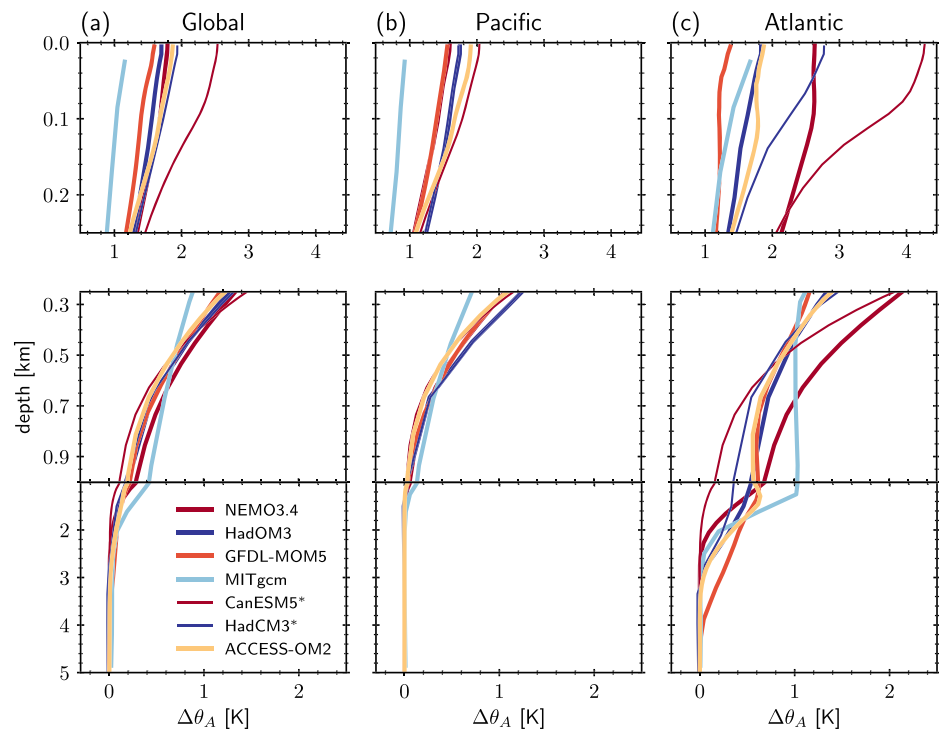 (a) Global
(b) Pacific
(c) Atlantic
0.0
0.1
0.2
1 2 3 4
1 2 3 4
1 2 3 4
depth [km]
0.3
0.5
0.7
0.9
2
3
4
5
NEMO3.4
HadOM3
GFDL-MOM5
MITgcm
CanESM5*
HadCM3*
ACCESS-OM2
0 1 2
0 1 2
0 1 2
Δθ_A [K]
Δθ_A [K]
Δθ_A [K]